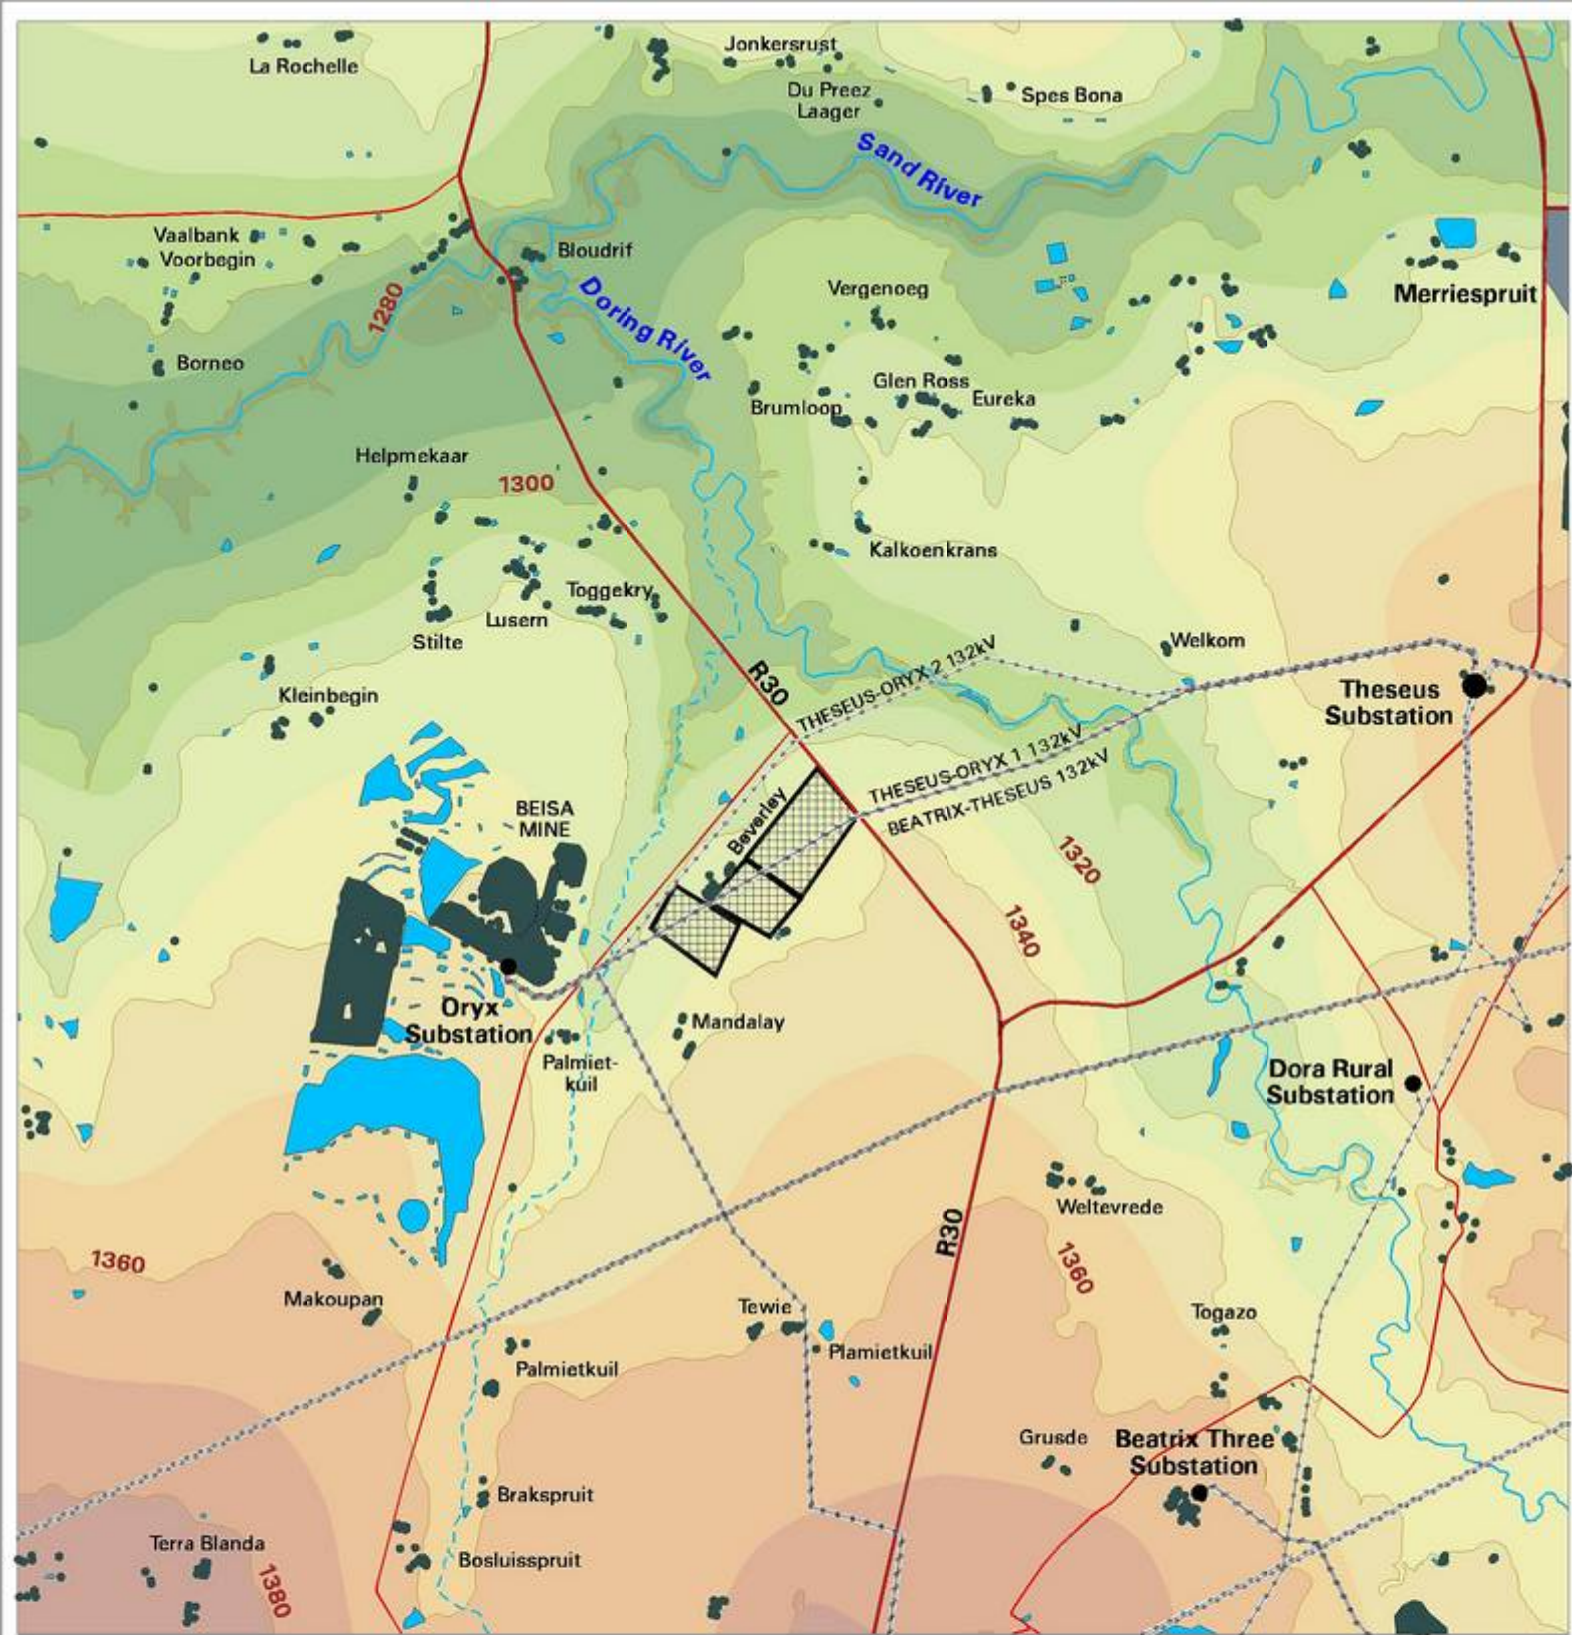 Jonkersrust
La Rochelle
Du Preez
Laager
Spes Bona
Sand River
Vaalbank
Voorbegin
Bloudrif
Doring River
1280
Vergenoeg
Merriespruit
Borneo
Glen Ross
Eureka
Brumloop
Helpmekaar
1300
Kalkoenkrans
Toggekry
Lusern
Stilte
Welkom
R30
THESEUS-ORYX 2 132kV
Theseus
Substation
Kleinbegin
THESEUS-ORYX 1 132kV
BEATRIX-THESEUS 132kV
BEISA
MINE
Beverley
1320
1340
Oryx
Substation
Mandalay
Palmiet-
kuil
Dora Rural
Substation
Weltevrede
R30
1360
1360
Makoupan
Tewie
Togazo
Plamietkuil
Palmietkuil
Grusde
Beatrix Three
Substation
Brakspruit
Terra Blanda
Bosluisspruit
1380